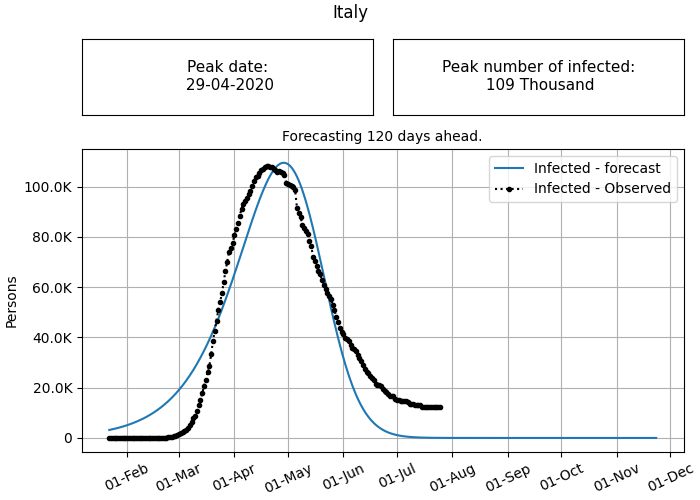 Italy
Peak date:
29-04-2020
Peak number of infected:
109 Thousand
Forecasting 120 days ahead.
Infected - forecast
Infected - Observed
Persons
100.0K
80.0K
60.0K
40.0K
20.0K
0
01-Feb
01-Mar
01-Apr
01-May
01-Jun
01-Jul
01-Aug
01-Sep
01-Oct
01-Nov
01-Dec